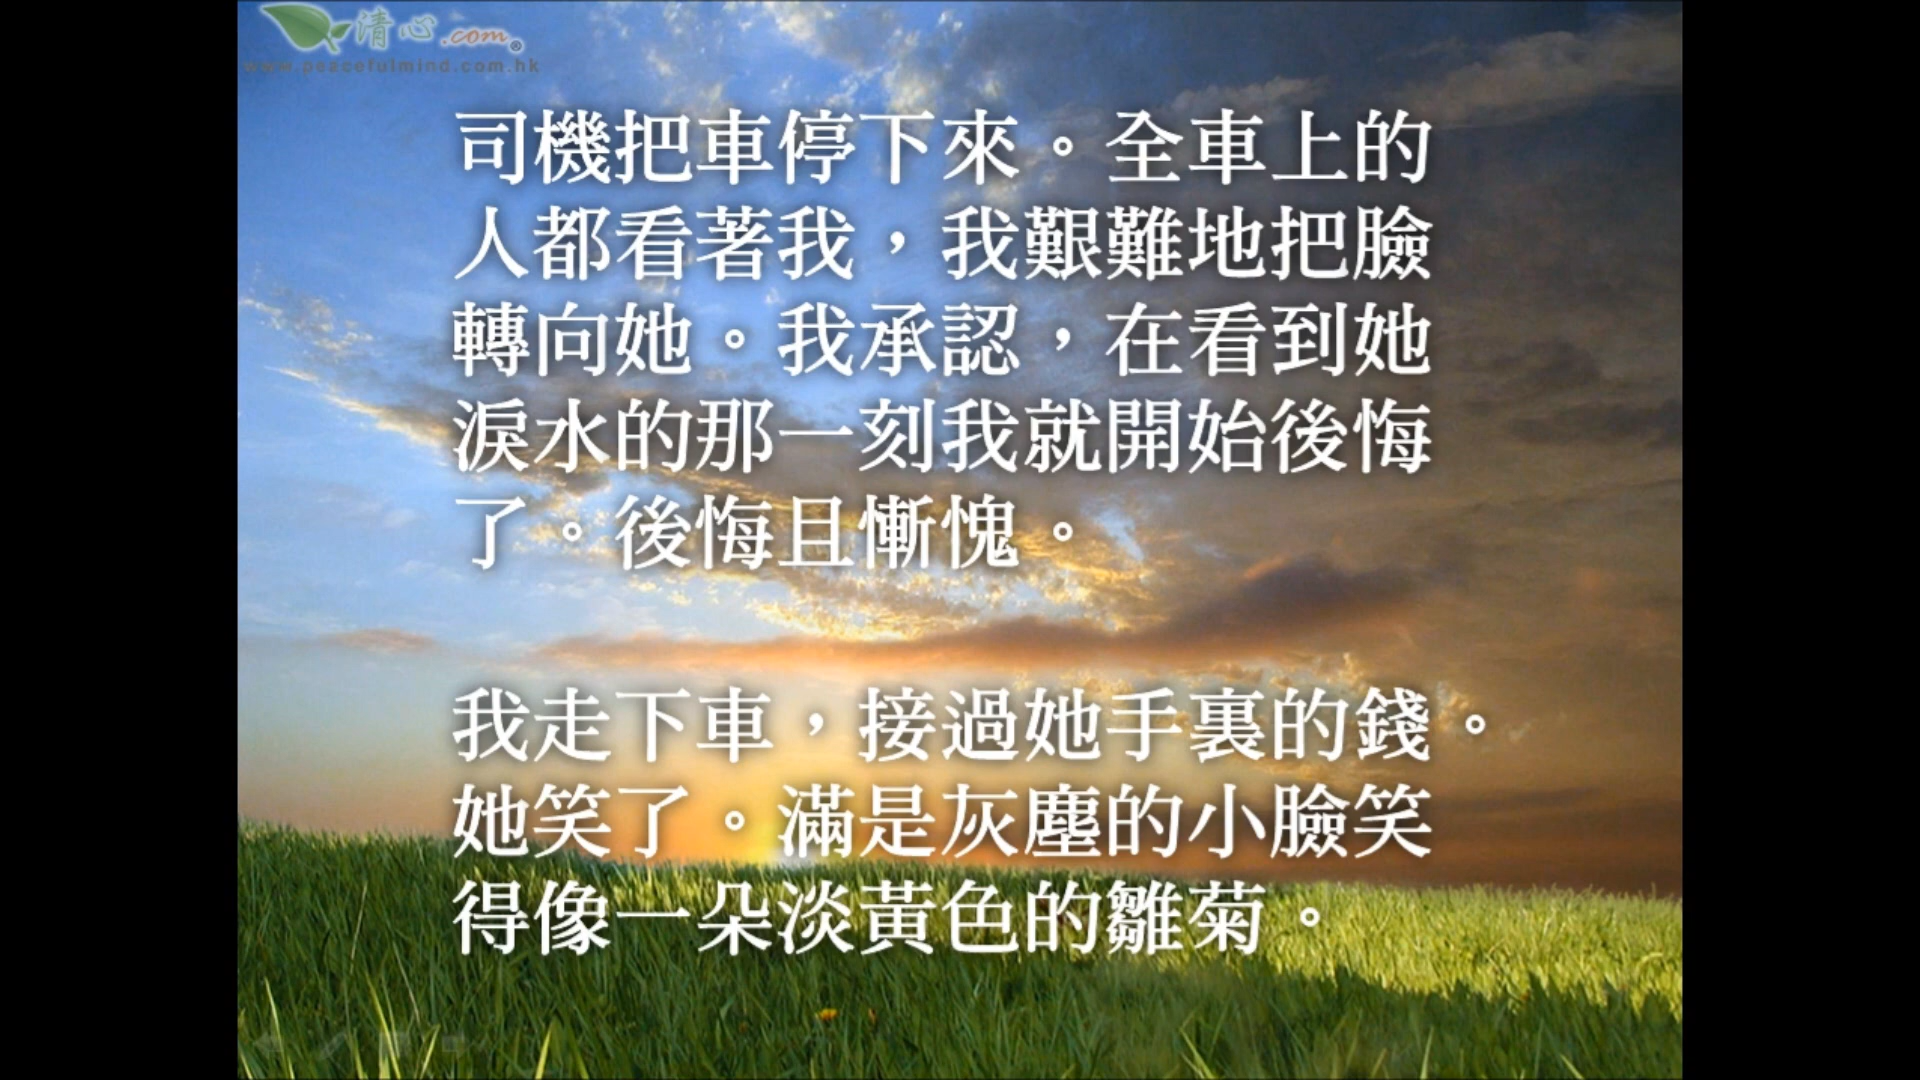 清心.com®
www.peacefulmind.com.hk
司機把車停下來。全車上的
人都看著我，我艱難地把臉
轉向她。我承認，在看到她
淚水的那一刻我就開始後悔
了。後悔且慚愧。
我走下車，接過她手裏的錢。
她笑了。滿是灰塵的小臉笑
得像一朵淡黃色的雛菊。